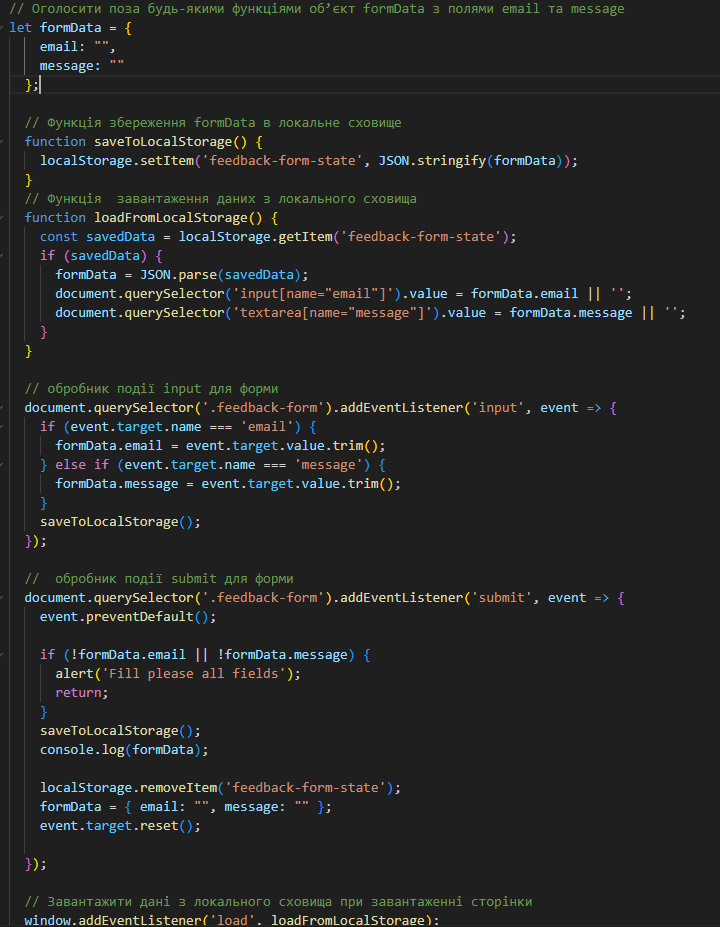 // Оголосити поза будь-якими функціями об’єкт formData з полями email та message
let formData = {
email: "",
message: ""
};
// Функція збереження formData в локальне сховище
function saveToLocalStorage() {
localStorage.setItem('feedback-form-state', JSON.stringify(formData));
}
// Функція  завантаження даних з локального сховища
function loadFromLocalStorage() {
const savedData = localStorage.getItem('feedback-form-state');
if (savedData) {
formData = JSON.parse(savedData);
document.querySelector('input[name="email"]').value = formData.email || '';
document.querySelector('textarea[name="message"]').value = formData.message || '';
}
}
// обробник події input для форми
document.querySelector('.feedback-form').addEventListener('input', event => {
if (event.target.name === 'email') {
formData.email = event.target.value.trim();
} else if (event.target.name === 'message') {
formData.message = event.target.value.trim();
}
saveToLocalStorage();
});
//  обробник події submit для форми
document.querySelector('.feedback-form').addEventListener('submit', event => {
event.preventDefault();
if (!formData.email || !formData.message) {
alert('Fill please all fields');
return;
}
saveToLocalStorage();
console.log(formData);
localStorage.removeItem('feedback-form-state');
formData = { email: "", message: "" };
event.target.reset();
});
// Завантажити дані з локального сховища при завантаженні сторінки
window.addEventListener('load', loadFromLocalStorage);